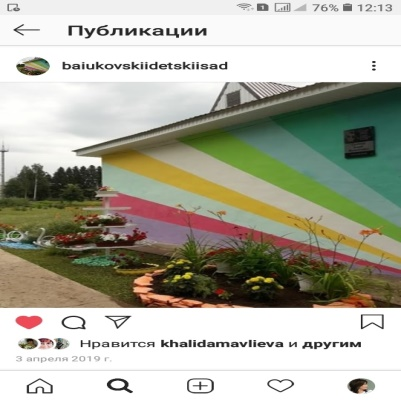 76% 12:13
Публикации
baiukovskiidetskiisad
Нравится khalidamavlieva и другим
3 апреля 2019 г.